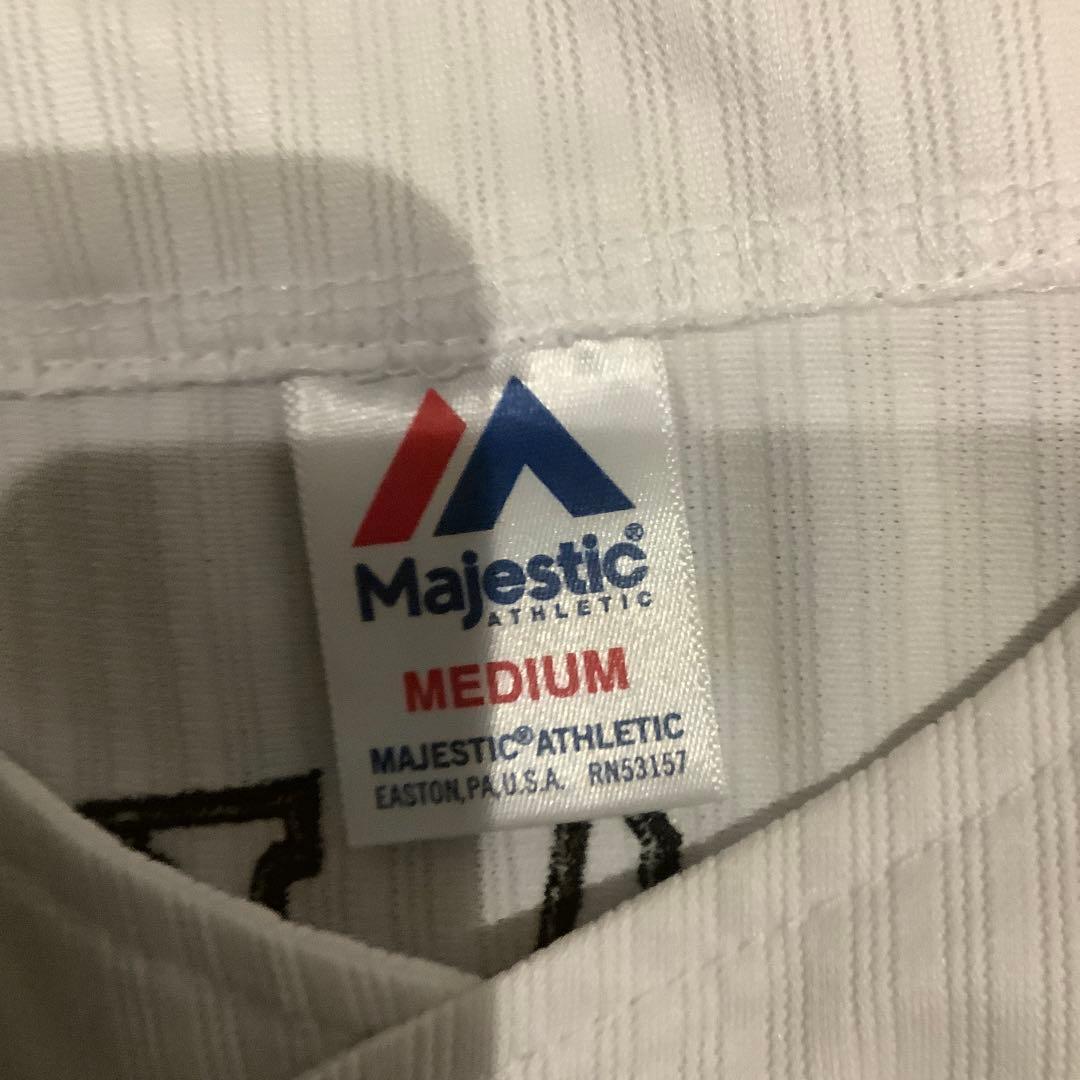 Majestic®
ATHLETIC
MEDIUM
MAJESTIC®ATHLETIC
EASTON,PA,U.S.A. RN53157